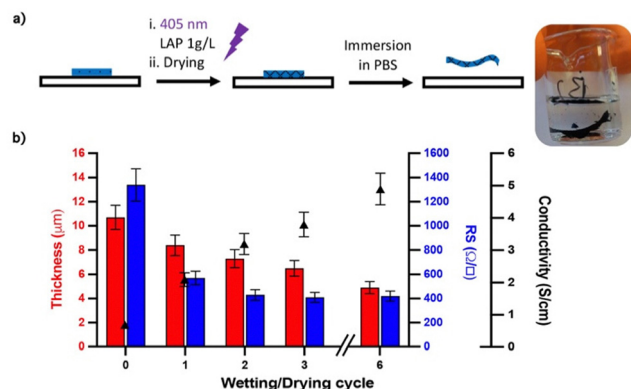 a)
i. 405 nm
LAP 1g/L
ii. Drying
Immersion
in PBS
b)
Thickness (μm)
16
14
12
10
8
6
4
2
0
1600
1400
1200
1000
800
600
400
200
0
RS (Ω/□)
6
5
4
3
2
1
0
Conductivity (S/cm)
0 1 2 3 6
Wetting/Drying cycle